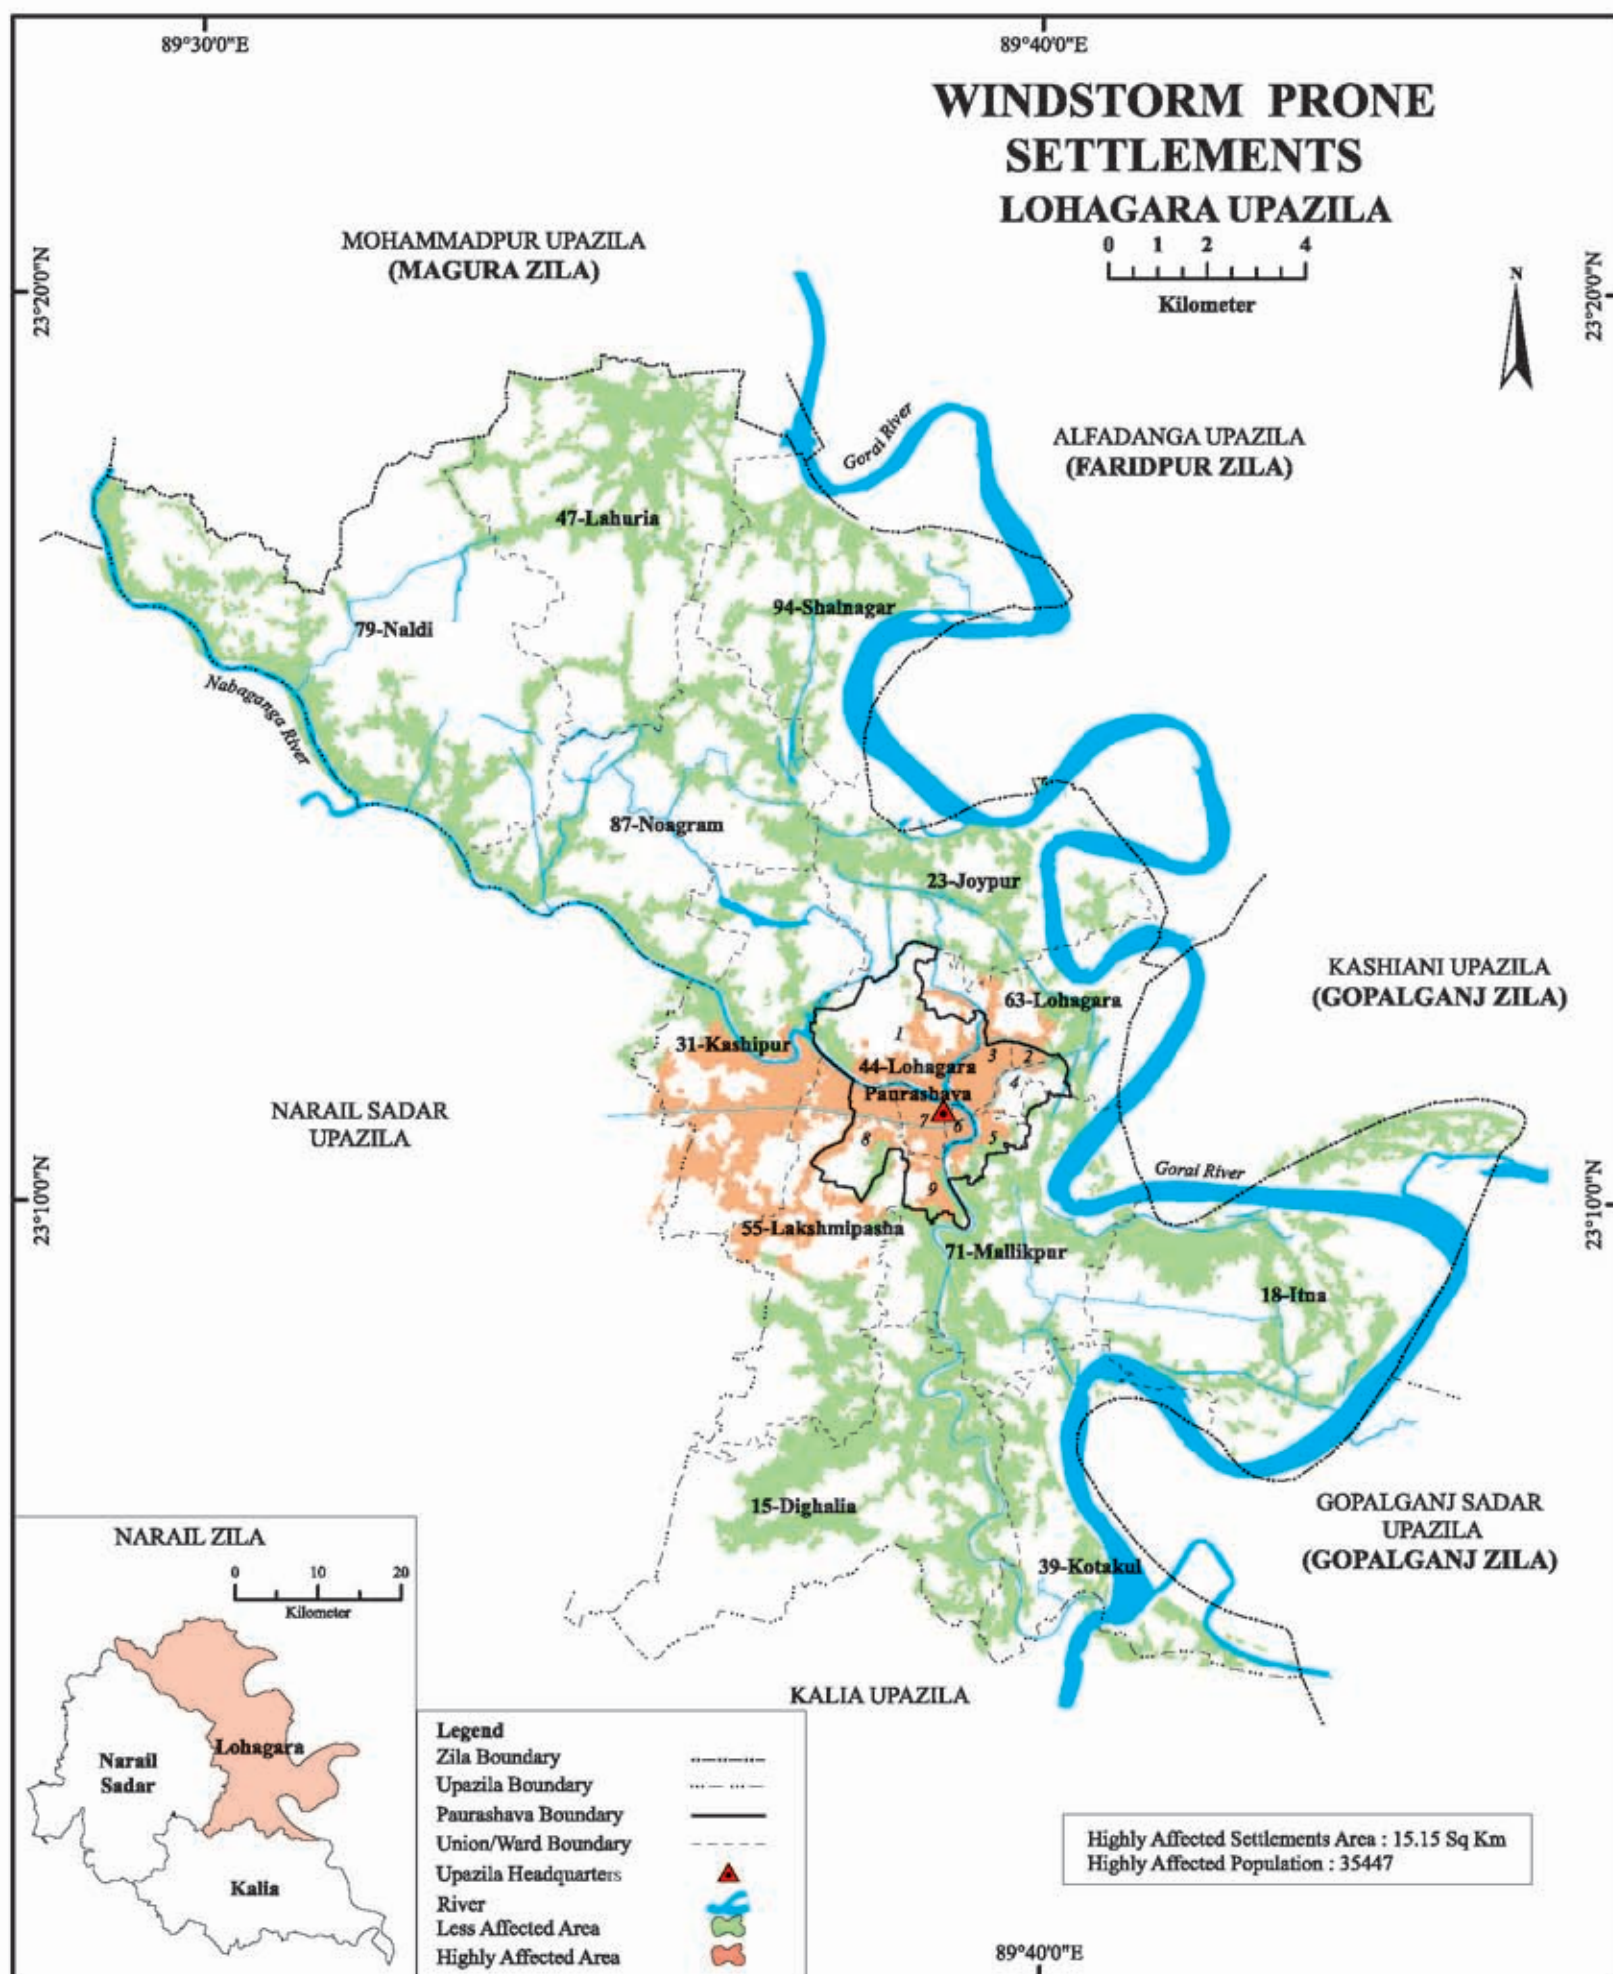 89°30'0"E
89°40'0"E
WINDSTORM PRONE
SETTLEMENTS
LOHAGARA UPAZILA
0 1 2 4
Kilometer
N
MOHAMMADPUR UPAZILA
(MAGURA ZILA)
23°20'0"N
23°20'0"N
Gorai River
ALFADANGA UPAZILA
(FARIDPUR ZILA)
47-Lahuria
94-Shalnagar
79-Naldi
Nabaganga River
87-Noagram
23-Joypur
KASHIANI UPAZILA
(GOPALGANJ ZILA)
63-Lohagara
31-Kashipur
1
3
2
44-Lohagara
Paurashava
4
NARAIL SADAR
UPAZILA
7
6
8
5
9
Gorai River
23°10'0"N
23°10'0"N
55-Lakshmipasha
71-Mallikpur
18-Itna
15-Dighalia
GOPALGANJ SADAR
UPAZILA
(GOPALGANJ ZILA)
39-Kotakul
KALIA UPAZILA
NARAIL ZILA
0 10 20
Kilometer
Lohagara
Narail
Sadar
Kalia
Legend
Zila Boundary
Upazila Boundary
Paurashava Boundary
Union/Ward Boundary
Upazila Headquarters
River
Less Affected Area
Highly Affected Area
Highly Affected Settlements Area : 15.15 Sq Km
Highly Affected Population : 35447
89°40'0"E